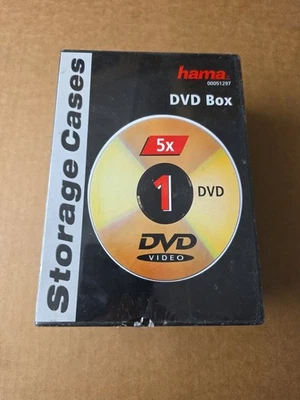 hama
00051297
DVD Box
Storage Cases
5x
1
DVD
DVD
VIDEO